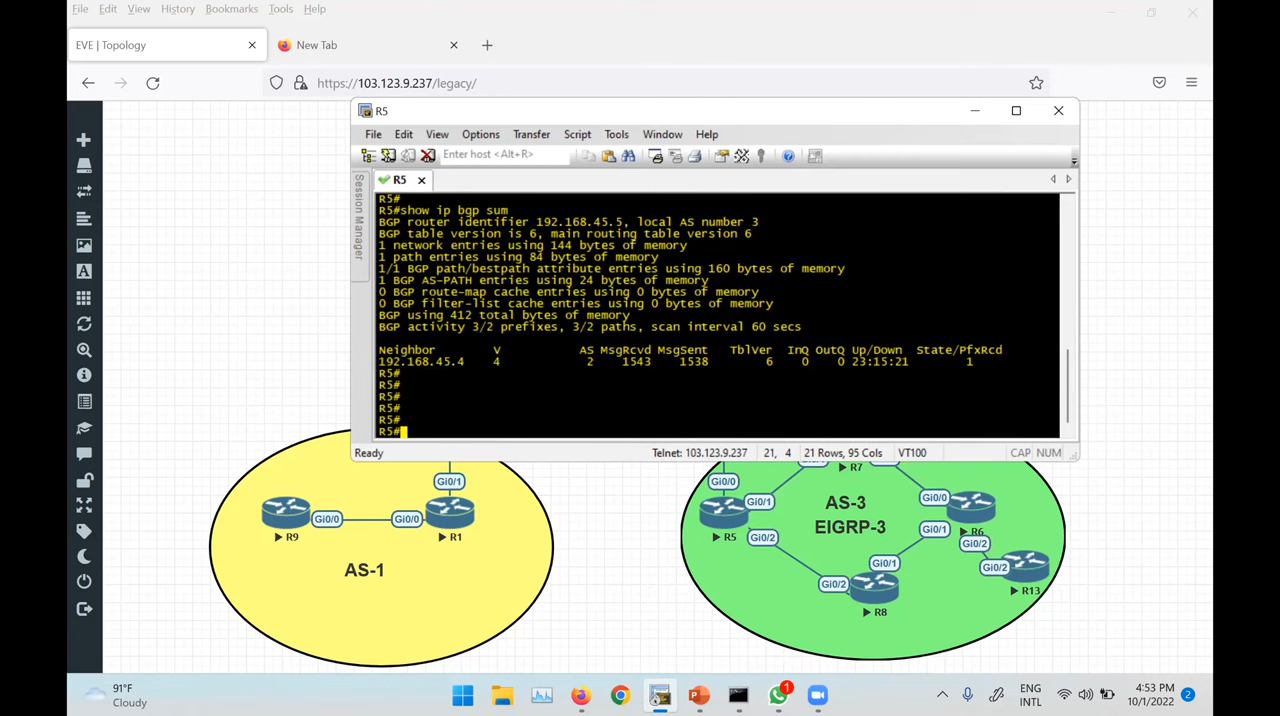 File Edit View History Bookmarks Tools Help
EVE | Topology
New Tab
https://103.123.9.237/legacy/
R5
File Edit View Options Transfer Script Tools Window Help
Enter host <Alt+R>
R5
Session Manager
R5#
R5#show ip bgp sum
BGP router identifier 192.168.45.5, local AS number 3
BGP table version is 6, main routing table version 6
1 network entries using 144 bytes of memory
1 path entries using 84 bytes of memory
1/1 BGP path/bestpath attribute entries using 160 bytes of memory
1 BGP AS-PATH entries using 24 bytes of memory
0 BGP route-map cache entries using 0 bytes of memory
0 BGP filter-list cache entries using 0 bytes of memory
BGP using 412 total bytes of memory
BGP activity 3/2 prefixes, 3/2 paths, scan interval 60 secs
Neighbor V AS MsgRcvd MsgSent TblVer InQ OutQ Up/Down State/PfxRcd
192.168.45.4 4 2 1543 1538 6 0 0 23:15:21 1
R5#
R5#
R5#
R5#
R5#
R5#
Ready Telnet: 103.123.9.237 21, 4 21 Rows, 95 Cols VT100 CAP NUM
R7
Gi0/1
Gi0/0
Gi0/1
AS-3
EIGRP-3
Gi0/0
R9
Gi0/0
Gi0/0
R1
R5
Gi0/2
Gi0/1
R6
Gi0/2
AS-1
Gi0/1
Gi0/2
Gi0/2
R13
R8
91°F
Cloudy
1
ENG
INTL
4:53 PM
10/1/2022
2